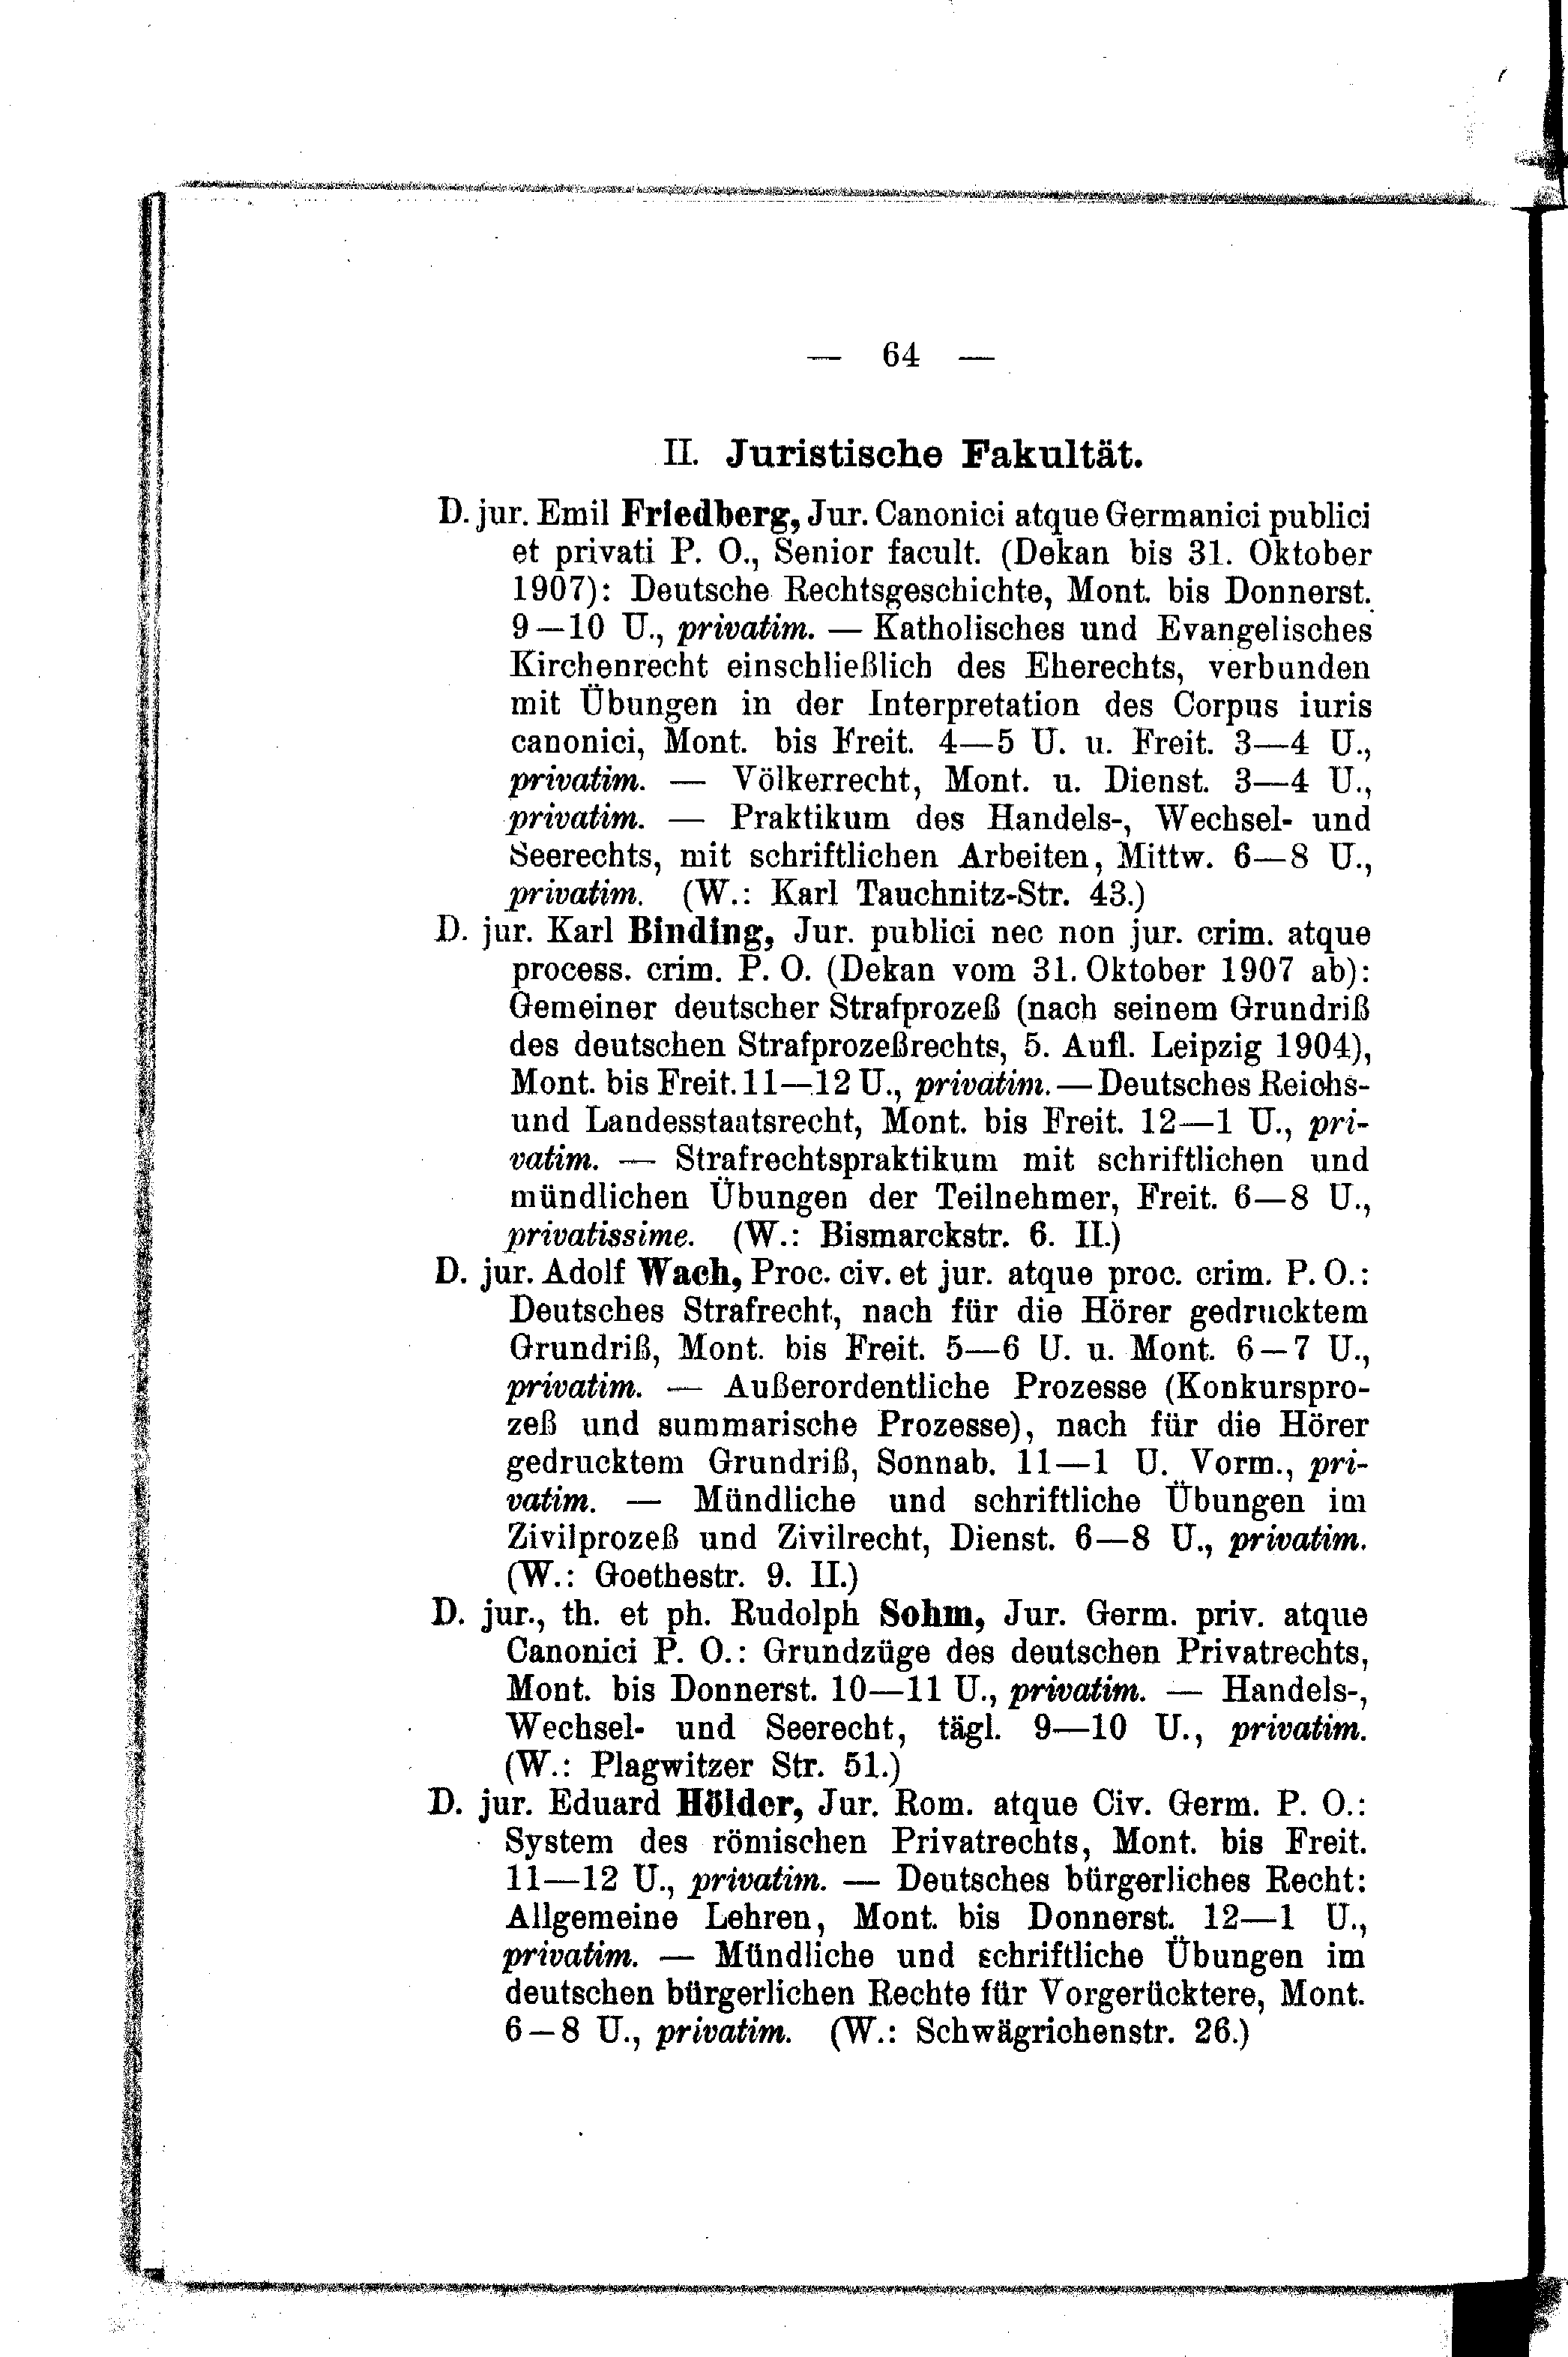 — 64 —
II. Juristische Fakultät.
D. jur. Emil Friedberg, Jur. Canonici atque Germanici publici
et privati P. O., Senior facult. (Dekan bis 31. Oktober
1907): Deutsche Rechtsgeschichte, Mont. bis Donnerst.
9—10 U., privatim. — Katholisches und Evangelisches
Kirchenrecht einschließlich des Eherechts, verbunden
mit Übungen in der Interpretation des Corpus iuris
canonici, Mont. bis Freit. 4—5 U. u. Freit. 3—4 U.,
privatim. — Völkerrecht, Mont. u. Dienst. 3—4 U.,
privatim. — Praktikum des Handels-, Wechsel- und
Seerechts, mit schriftlichen Arbeiten, Mittw. 6—8 U.,
privatim. (W.: Karl Tauchnitz-Str. 43.)
D. jur. Karl Binding, Jur. publici nec non jur. crim. atque
process. crim. P. O. (Dekan vom 31. Oktober 1907 ab):
Gemeiner deutscher Strafprozeß (nach seinem Grundriß
des deutschen Strafprozeßrechts, 5. Aufl. Leipzig 1904),
Mont. bis Freit. 11—12 U., privatim. — Deutsches Reichs-
und Landesstaatsrecht, Mont. bis Freit. 12—1 U., pri-
vatim. — Strafrechtspraktikum mit schriftlichen und
mündlichen Übungen der Teilnehmer, Freit. 6—8 U.,
privatissime. (W.: Bismarckstr. 6. II.)
D. jur. Adolf Wach, Proc. civ. et jur. atque proc. crim. P. O.:
Deutsches Strafrecht, nach für die Hörer gedrucktem
Grundriß, Mont. bis Freit. 5—6 U. u. Mont. 6—7 U.,
privatim. — Außerordentliche Prozesse (Konkurspro-
zeß und summarische Prozesse), nach für die Hörer
gedrucktem Grundriß, Sonnab. 11—1 U. Vorm., pri-
vatim. — Mündliche und schriftliche Übungen im
Zivilprozeß und Zivilrecht, Dienst. 6—8 U., privatim.
(W.: Goethestr. 9. II.)
D. jur., th. et ph. Rudolph Sohm, Jur. Germ. priv. atque
Canonici P. O.: Grundzüge des deutschen Privatrechts,
Mont. bis Donnerst. 10—11 U., privatim. — Handels-,
Wechsel- und Seerecht, tägl. 9—10 U., privatim.
(W.: Plagwitzer Str. 51.)
D. jur. Eduard Hölder, Jur. Rom. atque Civ. Germ. P. O.:
System des römischen Privatrechts, Mont. bis Freit.
11—12 U., privatim. — Deutsches bürgerliches Recht:
Allgemeine Lehren, Mont. bis Donnerst. 12—1 U.,
privatim. — Mündliche und schriftliche Übungen im
deutschen bürgerlichen Rechte für Vorgerücktere, Mont.
6—8 U., privatim. (W.: Schwägrichenstr. 26.)